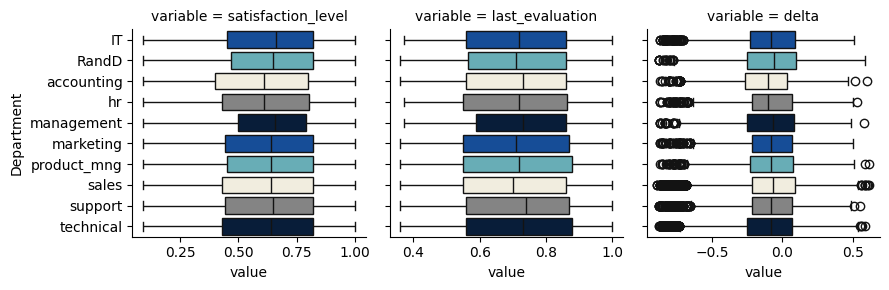 variable = satisfaction_level
variable = last_evaluation
variable = delta
Department
IT
RandD
accounting
hr
management
marketing
product_mng
sales
support
technical
0.25 0.50 0.75 1.00
0.4 0.6 0.8 1.0
−0.5 0.0 0.5
value
value
value